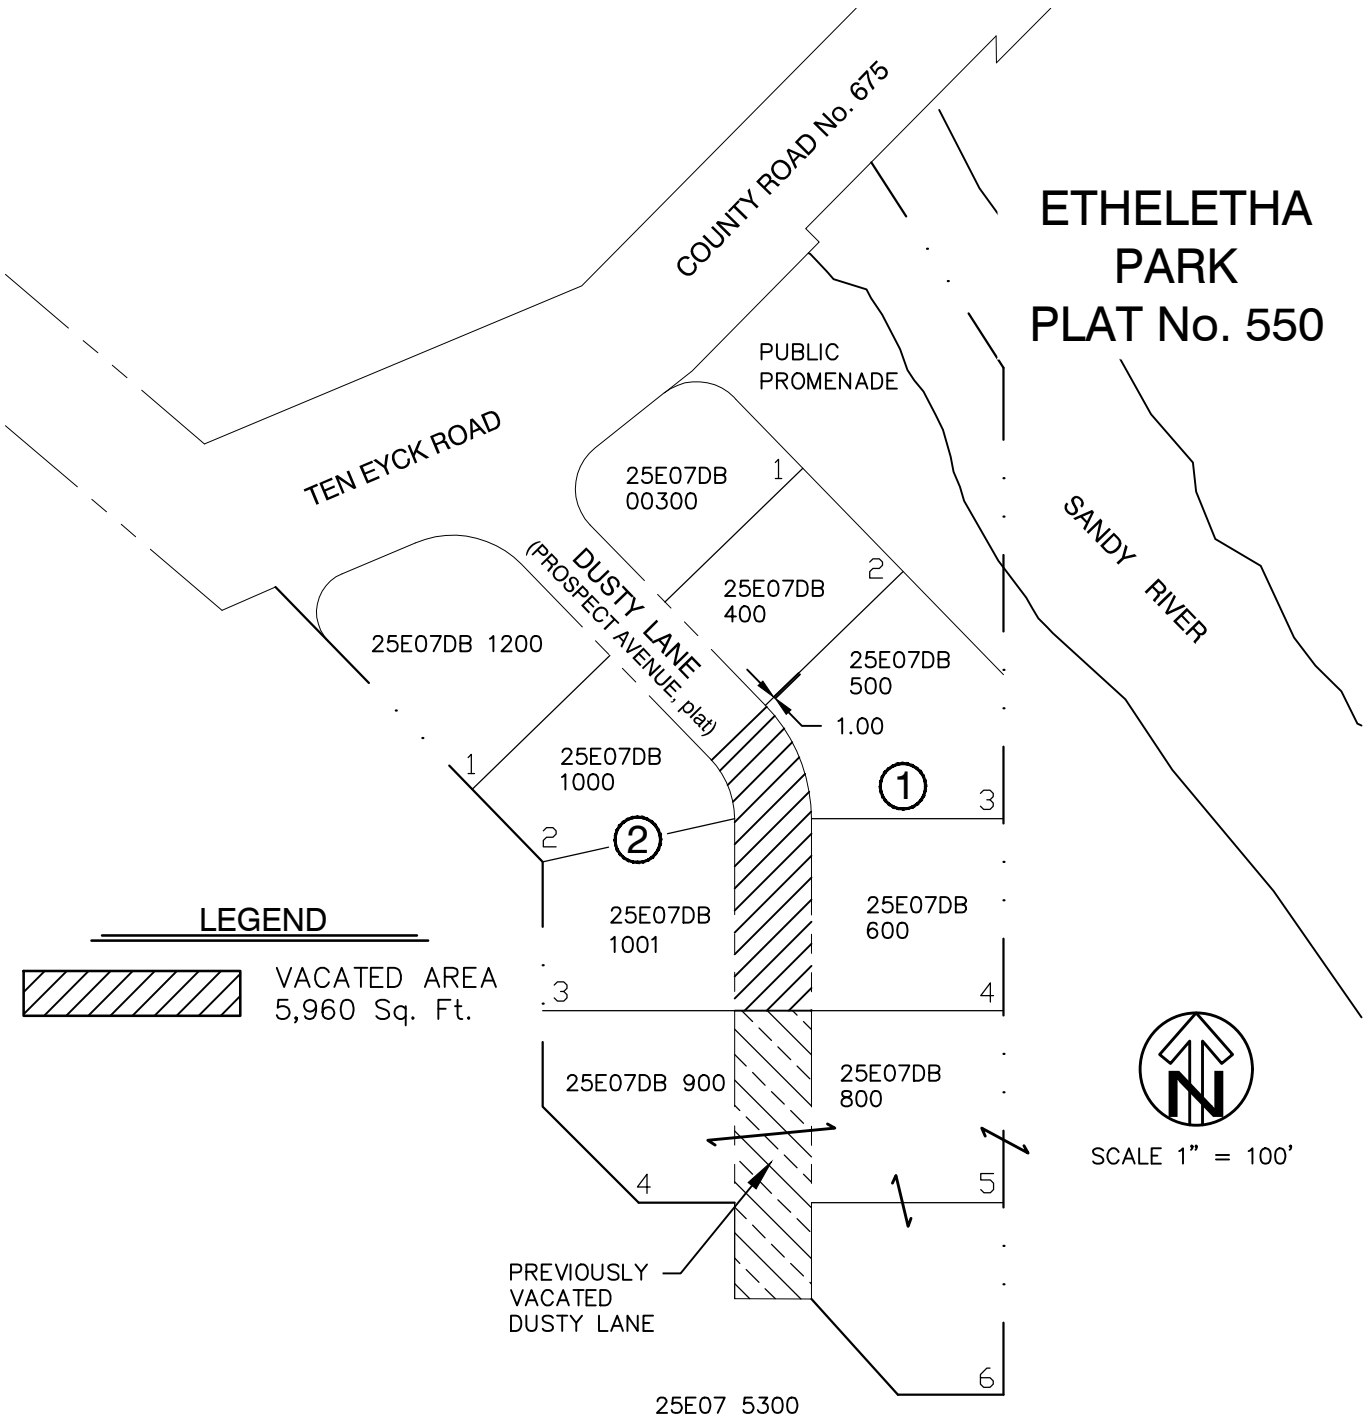 COUNTY ROAD No. 675
ETHELETHA
PARK
PLAT No. 550
PUBLIC
PROMENADE
TEN EYCK ROAD
25E07DB
00300
1
SANDY RIVER
DUSTY LANE
(PROSPECT AVENUE, plat)
25E07DB
400
2
25E07DB 1200
25E07DB
500
1.00
1
25E07DB
1000
1
3
2
2
LEGEND
VACATED AREA
5,960 Sq. Ft.
25E07DB
1001
25E07DB
600
3
4
25E07DB 900
25E07DB
800
N
SCALE 1" = 100'
4
5
PREVIOUSLY
VACATED
DUSTY LANE
6
25E07 5300